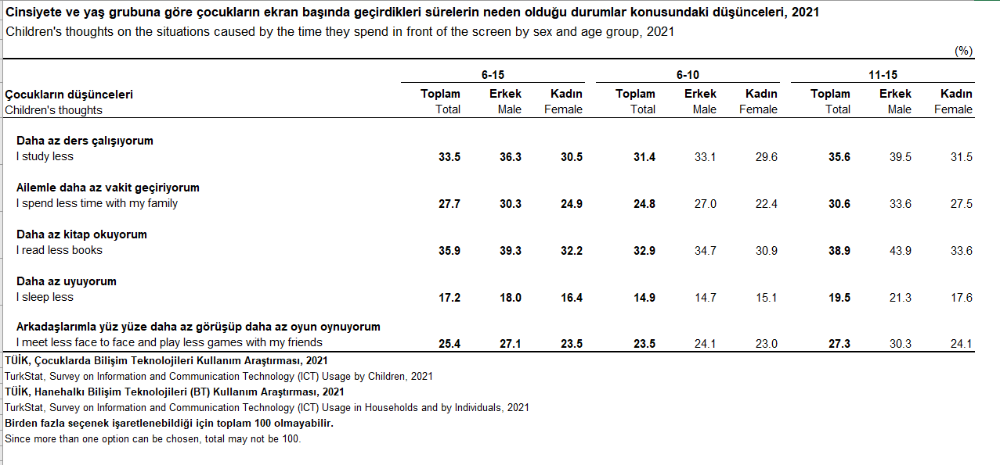 Cinsiyete ve yaş grubuna göre çocukların ekran başında geçirdikleri sürelerin neden olduğu durumlar konusundaki düşünceleri, 2021
Children's thoughts on the situations caused by the time they spend in front of the screen by sex and age group, 2021
(%)
6-15 6-10 11-15
Çocukların düşünceleri Toplam Erkek Kadın Toplam Erkek Kadın Toplam Erkek Kadın
Children's thoughts Total Male Female Total Male Female Total Male Female
Daha az ders çalışıyorum
I study less 33.5 36.3 30.5 31.4 33.1 29.6 35.6 39.5 31.5
Ailemle daha az vakit geçiriyorum
I spend less time with my family 27.7 30.3 24.9 24.8 27.0 22.4 30.6 33.6 27.5
Daha az kitap okuyorum
I read less books 35.9 39.3 32.2 32.9 34.7 30.9 38.9 43.9 33.6
Daha az uyuyorum
I sleep less 17.2 18.0 16.4 14.9 14.7 15.1 19.5 21.3 17.6
Arkadaşlarımla yüz yüze daha az görüşüp daha az oyun oynuyorum
I meet less face to face and play less games with my friends 25.4 27.1 23.5 23.5 24.1 23.0 27.3 30.3 24.1
TÜİK, Çocuklarda Bilişim Teknolojileri Kullanım Araştırması, 2021
TurkStat, Survey on Information and Communication Technology (ICT) Usage by Children, 2021
TÜİK, Hanehalkı Bilişim Teknolojileri (BT) Kullanım Araştırması, 2021
TurkStat, Survey on Information and Communication Technology (ICT) Usage in Households and by Individuals, 2021
Birden fazla seçenek işaretlenebildiği için toplam 100 olmayabilir.
Since more than one option can be chosen, total may not be 100.